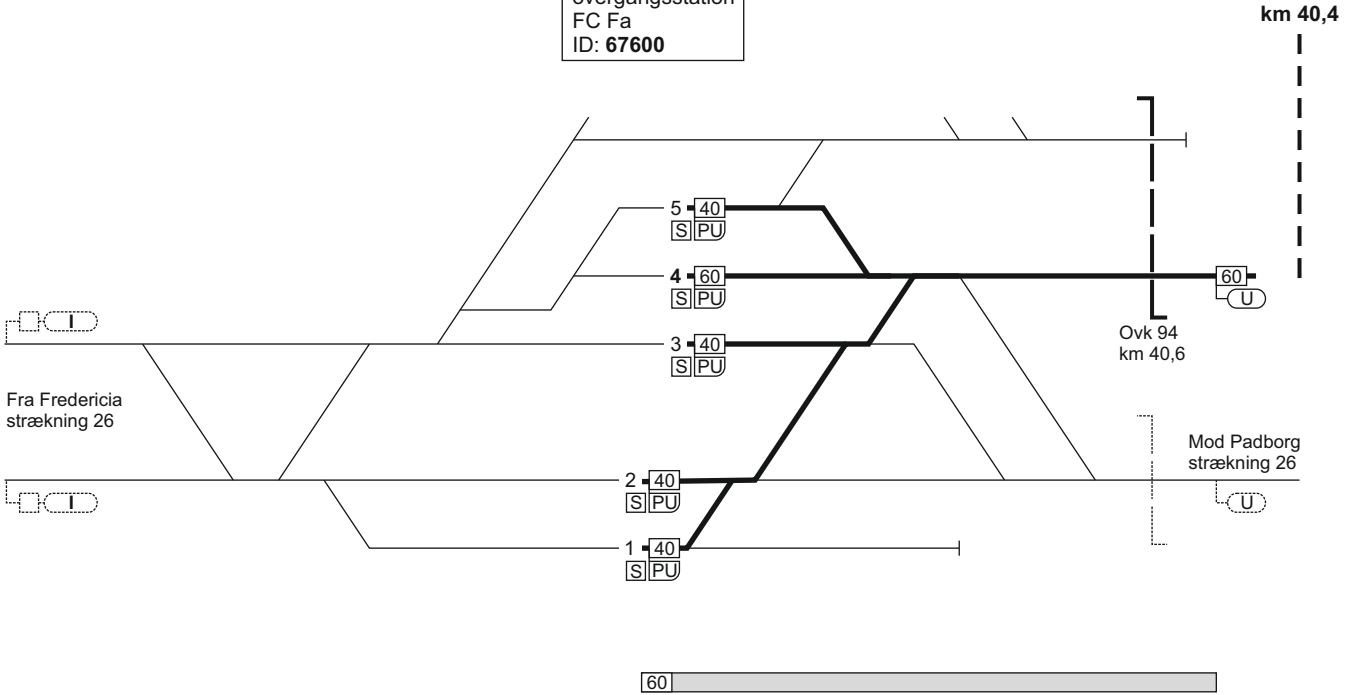 overgangsstation
FC Fa
ID: 67600
km 40,4
5 40
S PU
4 60
S PU
60
U
I
3 40
S PU
Ovk 94
km 40,6
Fra Fredericia
strækning 26
Mod Padborg
strækning 26
2 40
S PU
I
U
1 40
S PU
60